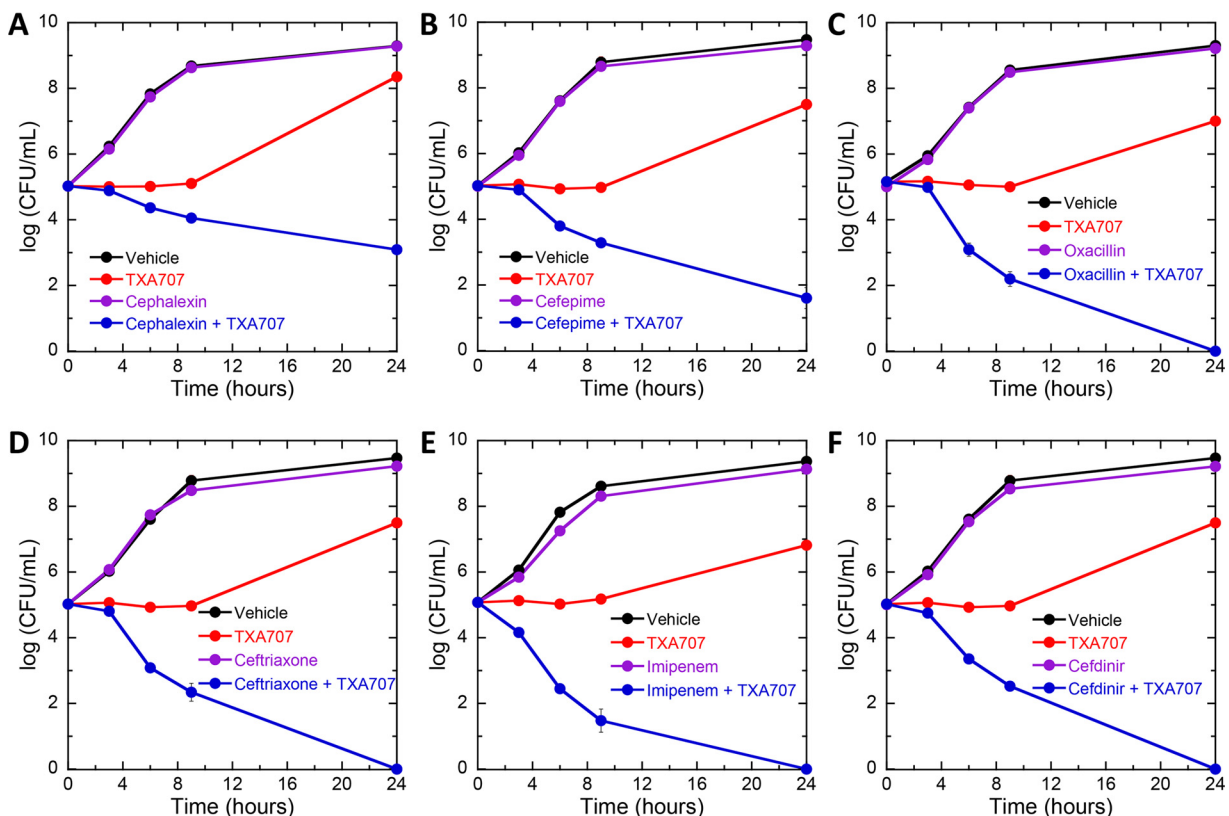 A
log (CFU/mL)
10
8
6
4
2
0
Vehicle
TXA707
Cephalexin
Cephalexin + TXA707
0 4 8 12 16 20 24
Time (hours)
B
log (CFU/mL)
10
8
6
4
2
0
Vehicle
TXA707
Cefepime
Cefepime + TXA707
0 4 8 12 16 20 24
Time (hours)
C
log (CFU/mL)
10
8
6
4
2
0
Vehicle
TXA707
Oxacillin
Oxacillin + TXA707
0 4 8 12 16 20 24
Time (hours)
D
log (CFU/mL)
10
8
6
4
2
0
Vehicle
TXA707
Ceftriaxone
Ceftriaxone + TXA707
0 4 8 12 16 20 24
Time (hours)
E
log (CFU/mL)
10
8
6
4
2
0
Vehicle
TXA707
Imipenem
Imipenem + TXA707
0 4 8 12 16 20 24
Time (hours)
F
log (CFU/mL)
10
8
6
4
2
0
Vehicle
TXA707
Cefdinir
Cefdinir + TXA707
0 4 8 12 16 20 24
Time (hours)